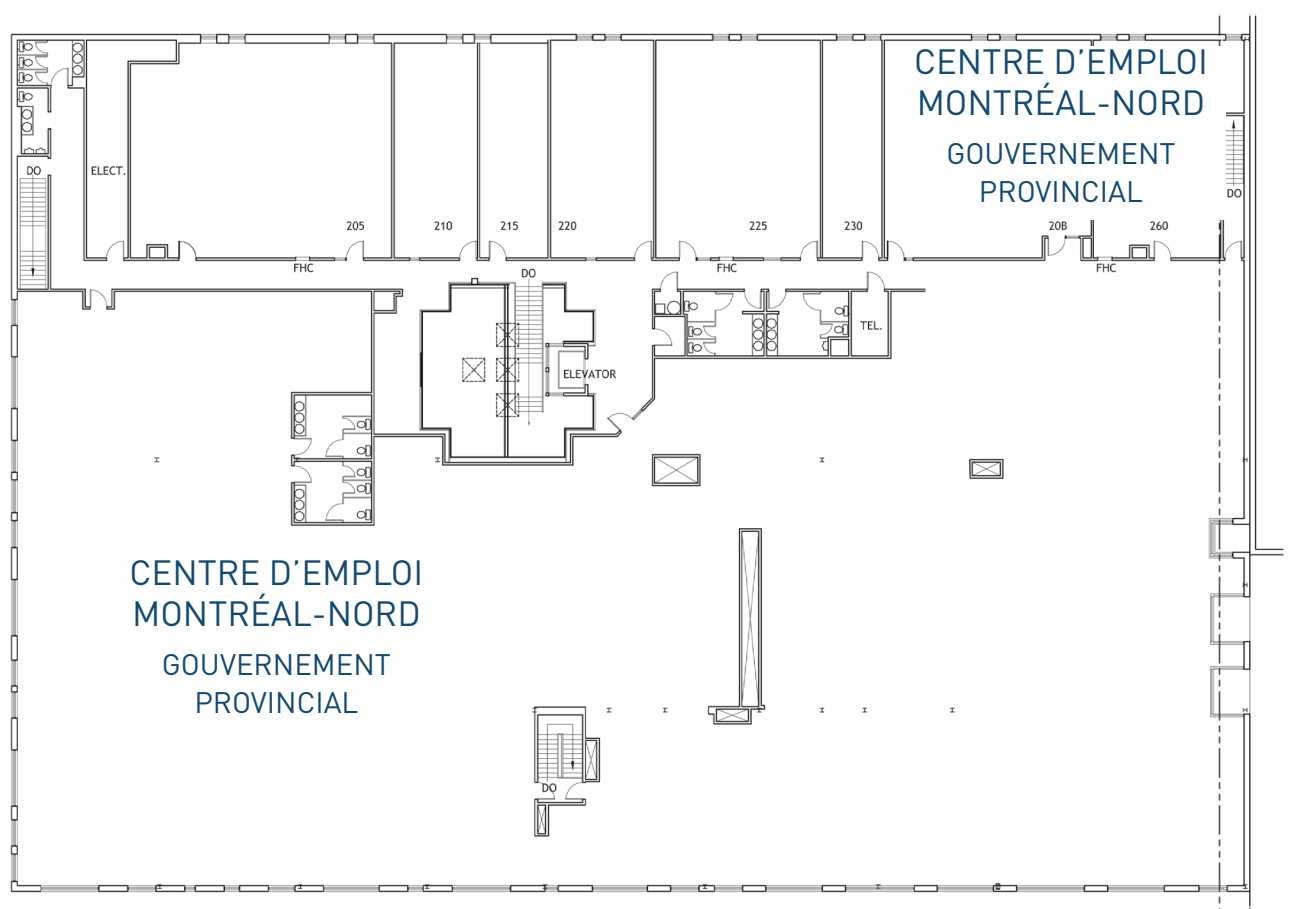 CENTRE D'EMPLOI
MONTRÉAL-NORD
GOUVERNEMENT
PROVINCIAL
DO
ELECT.
DO
205
210
215
220
225
230
20B
260
FHC
DO
FHC
FHC
TEL.
ELEVATOR
CENTRE D'EMPLOI
MONTRÉAL-NORD
GOUVERNEMENT
PROVINCIAL
DO